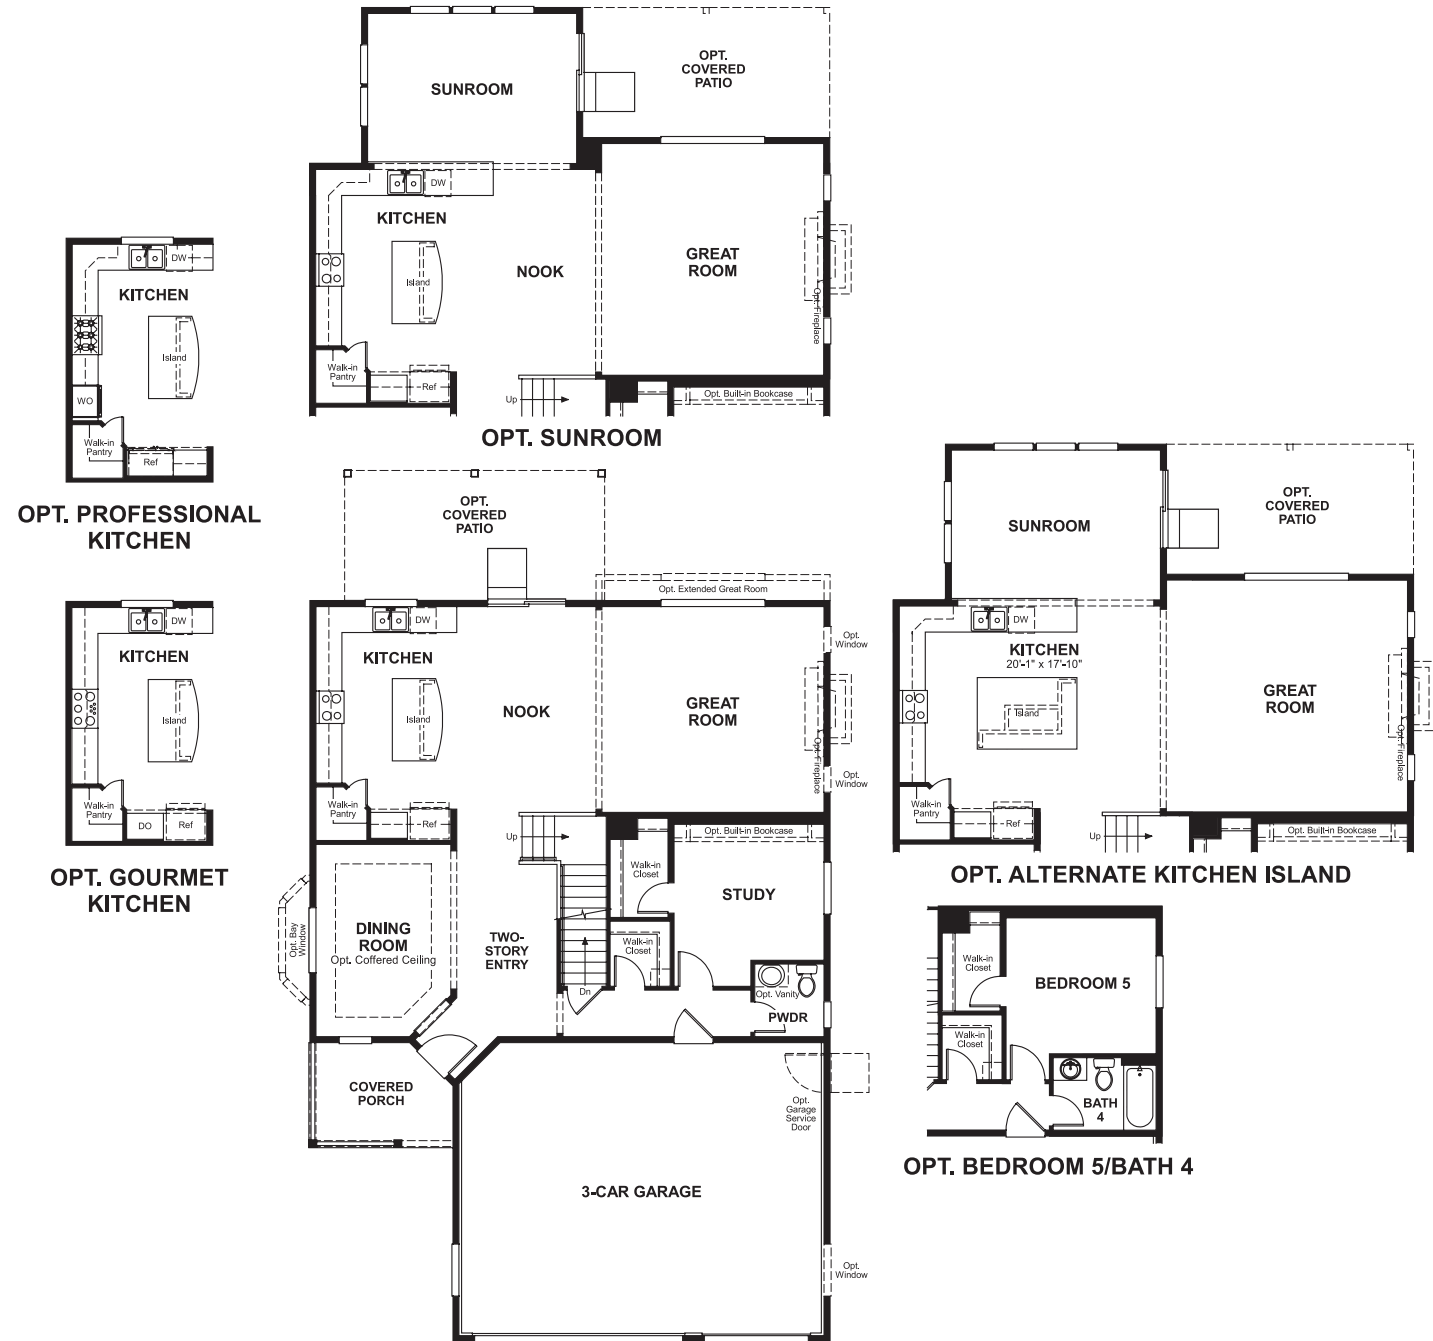 OPT.
COVERED
PATIO
SUNROOM
DW
KITCHEN
Island
NOOK
GREAT
ROOM
Opt. Fireplace
Walk-in
Pantry
Ref
Up
Opt. Built-in Bookcase
OPT. SUNROOM
DW
KITCHEN
Island
WO
Walk-in
Pantry
Ref
OPT. PROFESSIONAL
KITCHEN
DW
KITCHEN
Island
Walk-in
Pantry
DO
Ref
OPT. GOURMET
KITCHEN
OPT.
COVERED
PATIO
Opt. Extended Great Room
DW
KITCHEN
Island
NOOK
GREAT
ROOM
Opt.
Window
Opt. Fireplace
Opt.
Window
Walk-in
Pantry
Ref
Up
Opt. Built-in Bookcase
Walk-in
Closet
STUDY
DINING
ROOM
Opt. Coffered Ceiling
Opt. Bay
Window
TWO-
STORY
ENTRY
Walk-in
Closet
Dn
Opt. Vanity
PWDR
COVERED
PORCH
Opt.
Garage
Service
Door
3-CAR GARAGE
Opt.
Window
OPT.
COVERED
PATIO
SUNROOM
DW
KITCHEN
20'-1" x 17'-10"
Island
GREAT
ROOM
Opt. Fireplace
Walk-in
Pantry
Ref
Up
Opt. Built-in Bookcase
OPT. ALTERNATE KITCHEN ISLAND
Walk-in
Closet
BEDROOM 5
Walk-in
Closet
BATH
4
OPT. BEDROOM 5/BATH 4